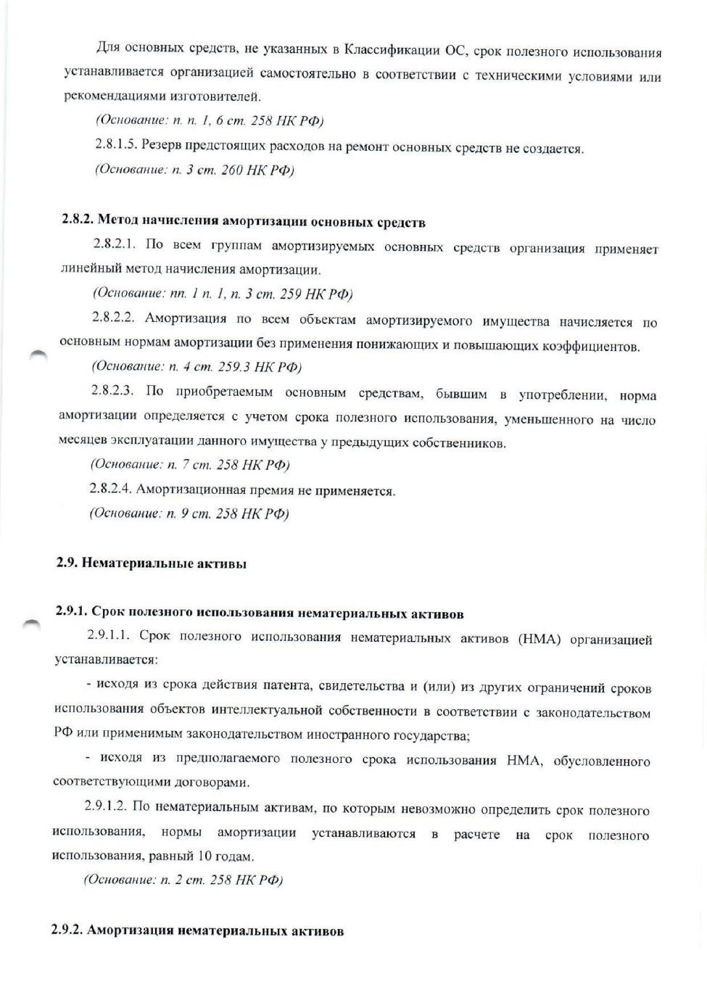 Для основных средств, не указанных в Классификации ОС, срок полезного использования
устанавливается организацией самостоятельно в соответствии с техническими условиями или
рекомендациями изготовителей.
(Основание: п. п. 1, 6 ст. 258 НК РФ)
2.8.1.5. Резерв предстоящих расходов на ремонт основных средств не создается.
(Основание: п. 3 ст. 260 НК РФ)
2.8.2. Метод начисления амортизации основных средств
2.8.2.1. По всем группам амортизируемых основных средств организация применяет
линейный метод начисления амортизации.
(Основание: пп. 1 п. 1, п. 3 ст. 259 НК РФ)
2.8.2.2. Амортизация по всем объектам амортизируемого имущества начисляется по
основным нормам амортизации без применения понижающих и повышающих коэффициентов.
(Основание: п. 4 ст. 259.3 НК РФ)
2.8.2.3. По приобретаемым основным средствам, бывшим в употреблении, норма
амортизации определяется с учетом срока полезного использования, уменьшенного на число
месяцев эксплуатации данного имущества у предыдущих собственников.
(Основание: п. 7 ст. 258 НК РФ)
2.8.2.4. Амортизационная премия не применяется.
(Основание: п. 9 ст. 258 НК РФ)
2.9. Нематериальные активы
2.9.1. Срок полезного использования нематериальных активов
2.9.1.1. Срок полезного использования нематериальных активов (НМА) организацией
устанавливается:
- исходя из срока действия патента, свидетельства и (или) из других ограничений сроков
использования объектов интеллектуальной собственности в соответствии с законодательством
РФ или применимым законодательством иностранного государства;
- исходя из предполагаемого полезного срока использования НМА, обусловленного
соответствующими договорами.
2.9.1.2. По нематериальным активам, по которым невозможно определить срок полезного
использования, нормы амортизации устанавливаются в расчете на срок полезного
использования, равный 10 годам.
(Основание: п. 2 ст. 258 НК РФ)
2.9.2. Амортизация нематериальных активов